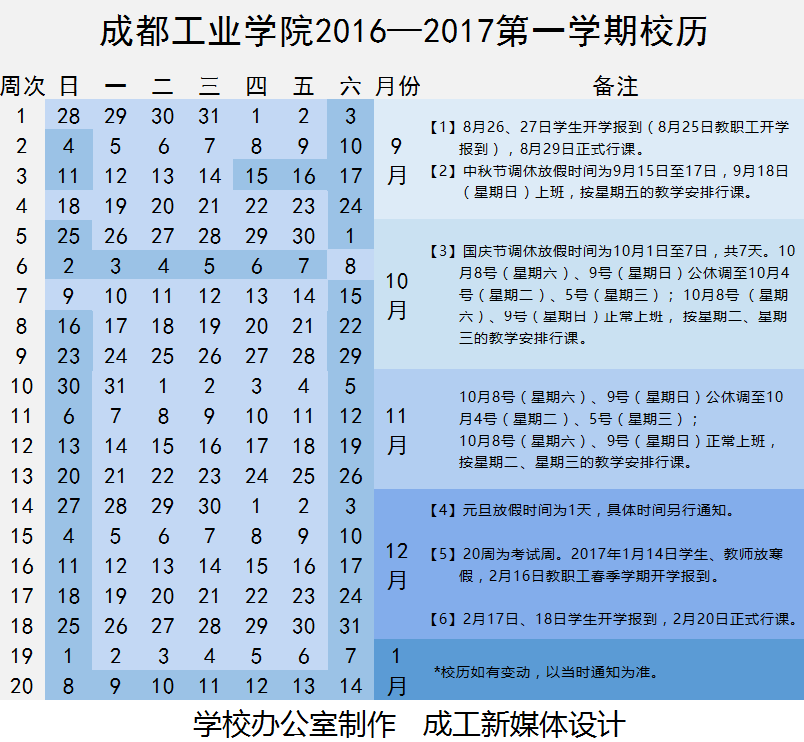 成都工业学院2016—2017第一学期校历
周次 日 一 二 三 四 五 六 月份 备注
1 28 29 30 31 1 2 3
2 4 5 6 7 8 9 10
3 11 12 13 14 15 16 17
4 18 19 20 21 22 23 24
9
月
【1】8月26、27日学生开学报到（8月25日教职工开学
报到），8月29日正式行课。
【2】中秋节调休放假时间为9月15日至17日，9月18日
（星期日）上班，按星期五的教学安排行课。
5 25 26 27 28 29 30 1
6 2 3 4 5 6 7 8
7 9 10 11 12 13 14 15
8 16 17 18 19 20 21 22
9 23 24 25 26 27 28 29
10
月
【3】国庆节调休放假时间为10月1日至7日，共7天。10
月8号（星期六）、9号（星期日）公休调至10月4
号（星期二）、5号（星期三）； 10月8号 （星期
六）、9号（星期日）正常上班， 按星期二、星期
三的教学安排行课。
10 30 31 1 2 3 4 5
11 6 7 8 9 10 11 12
12 13 14 15 16 17 18 19
13 20 21 22 23 24 25 26
11
月
10月8号（星期六）、9号（星期日）公休调至10
月4号（星期二）、5号（星期三）；
10月8号（星期六）、9号（星期日）正常上班，
按星期二、星期三的教学安排行课。
14 27 28 29 30 1 2 3
15 4 5 6 7 8 9 10
16 11 12 13 14 15 16 17
17 18 19 20 21 22 23 24
18 25 26 27 28 29 30 31
12
月
【4】元旦放假时间为1天，具体时间另行通知。
【5】20周为考试周。2017年1月14日学生、教师放寒
假，2月16日教职工春季学期开学报到。
【6】2月17日、18日学生开学报到，2月20日正式行课。
19 1 2 3 4 5 6 7
20 8 9 10 11 12 13 14
1
月
*校历如有变动，以当时通知为准。
学校办公室制作 成工新媒体设计